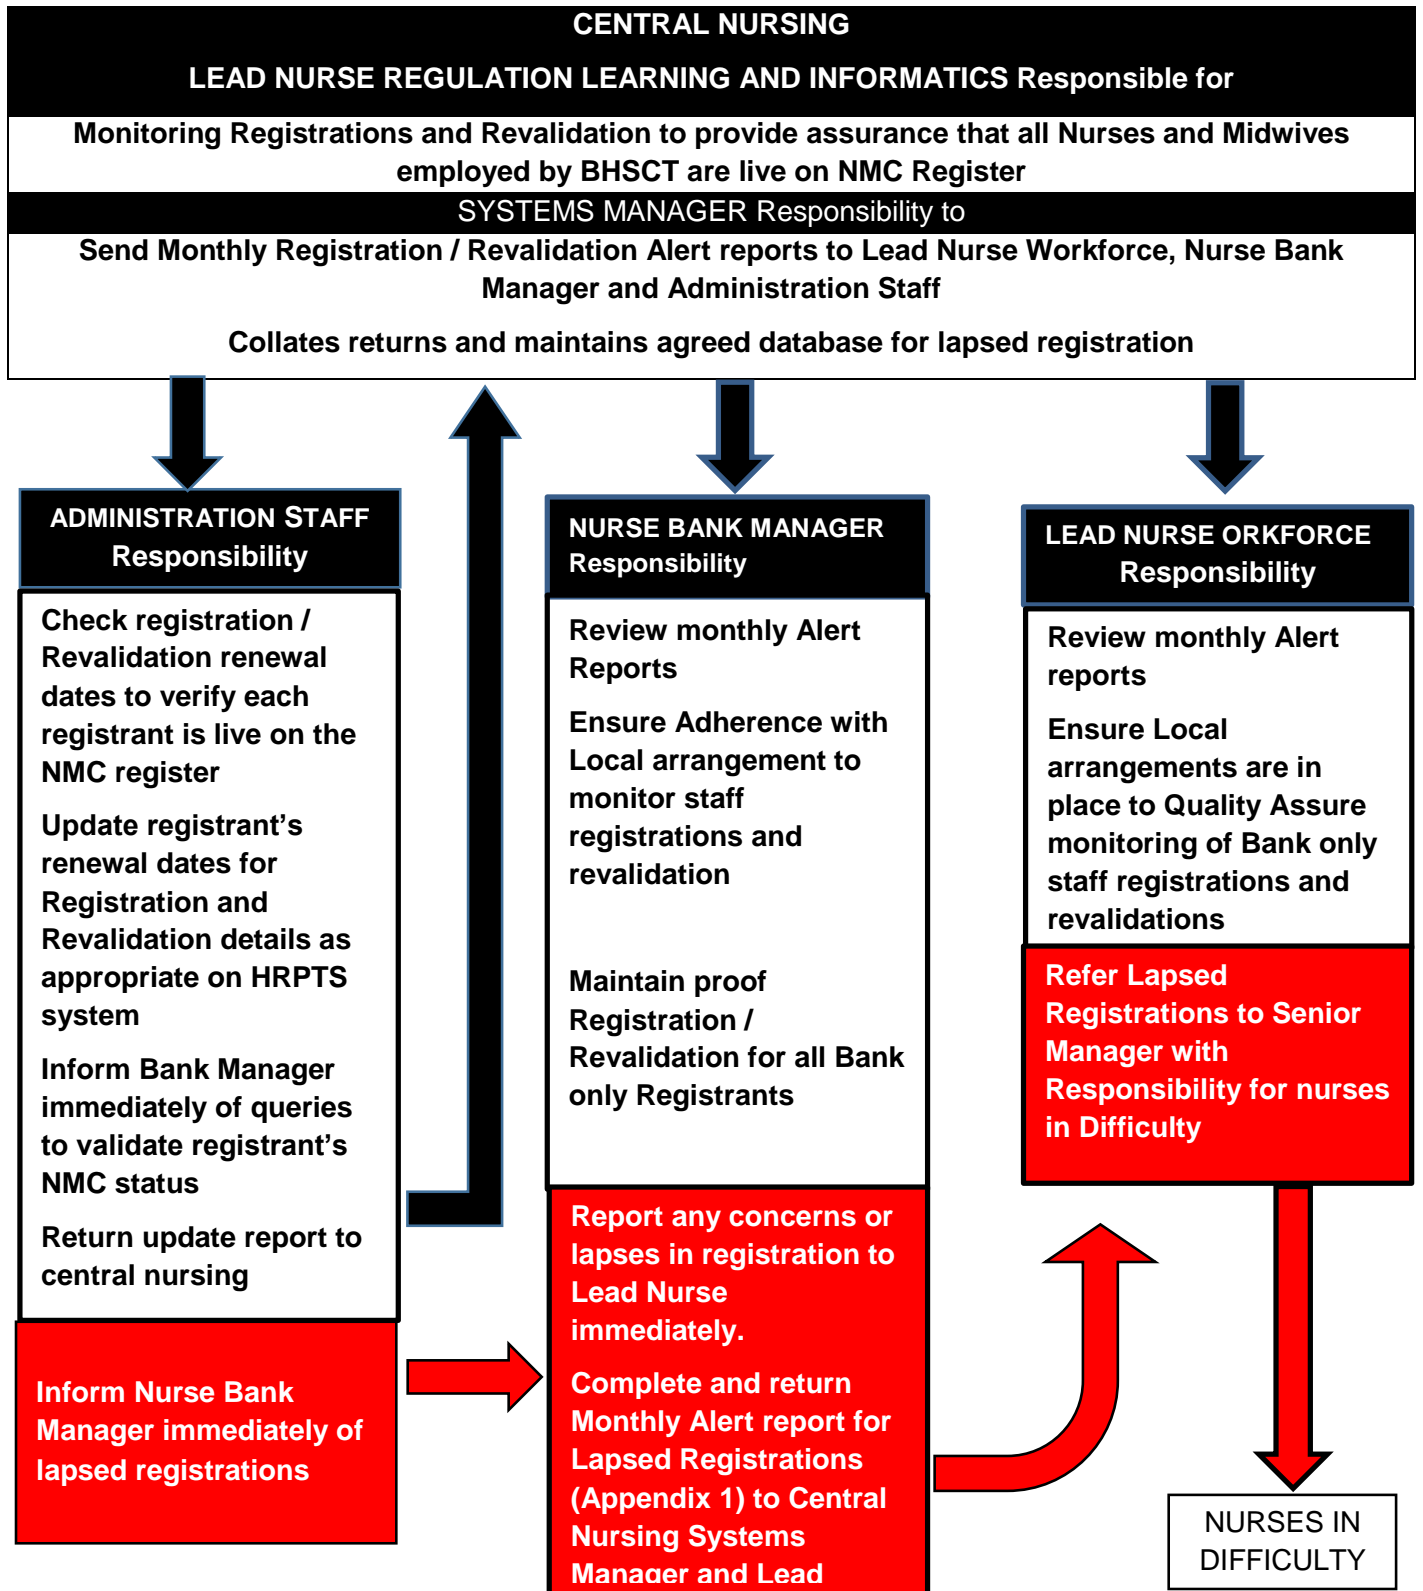 CENTRAL NURSING
LEAD NURSE REGULATION LEARNING AND INFORMATICS Responsible for
Monitoring Registrations and Revalidation to provide assurance that all Nurses and Midwives
employed by BHSCT are live on NMC Register
SYSTEMS MANAGER Responsibility to
Send Monthly Registration / Revalidation Alert reports to Lead Nurse Workforce, Nurse Bank
Manager and Administration Staff
Collates returns and maintains agreed database for lapsed registration
ADMINISTRATION STAFF
Responsibility
Check registration /
Revalidation renewal
dates to verify each
registrant is live on the
NMC register
Update registrant’s
renewal dates for
Registration and
Revalidation details as
appropriate on HRPTS
system
Inform Bank Manager
immediately of queries
to validate registrant’s
NMC status
Return update report to
central nursing
Inform Nurse Bank
Manager immediately of
lapsed registrations
NURSE BANK MANAGER
Responsibility
Review monthly Alert
Reports
Ensure Adherence with
Local arrangement to
monitor staff
registrations and
revalidation
Maintain proof
Registration /
Revalidation for all Bank
only Registrants
Report any concerns or
lapses in registration to
Lead Nurse
immediately.
Complete and return
Monthly Alert report for
Lapsed Registrations
(Appendix 1) to Central
Nursing Systems
Manager and Lead
LEAD NURSE ORKFORCE
Responsibility
Review monthly Alert
reports
Ensure Local
arrangements are in
place to Quality Assure
monitoring of Bank only
staff registrations and
revalidations
Refer Lapsed
Registrations to Senior
Manager with
Responsibility for nurses
in Difficulty
NURSES IN
DIFFICULTY